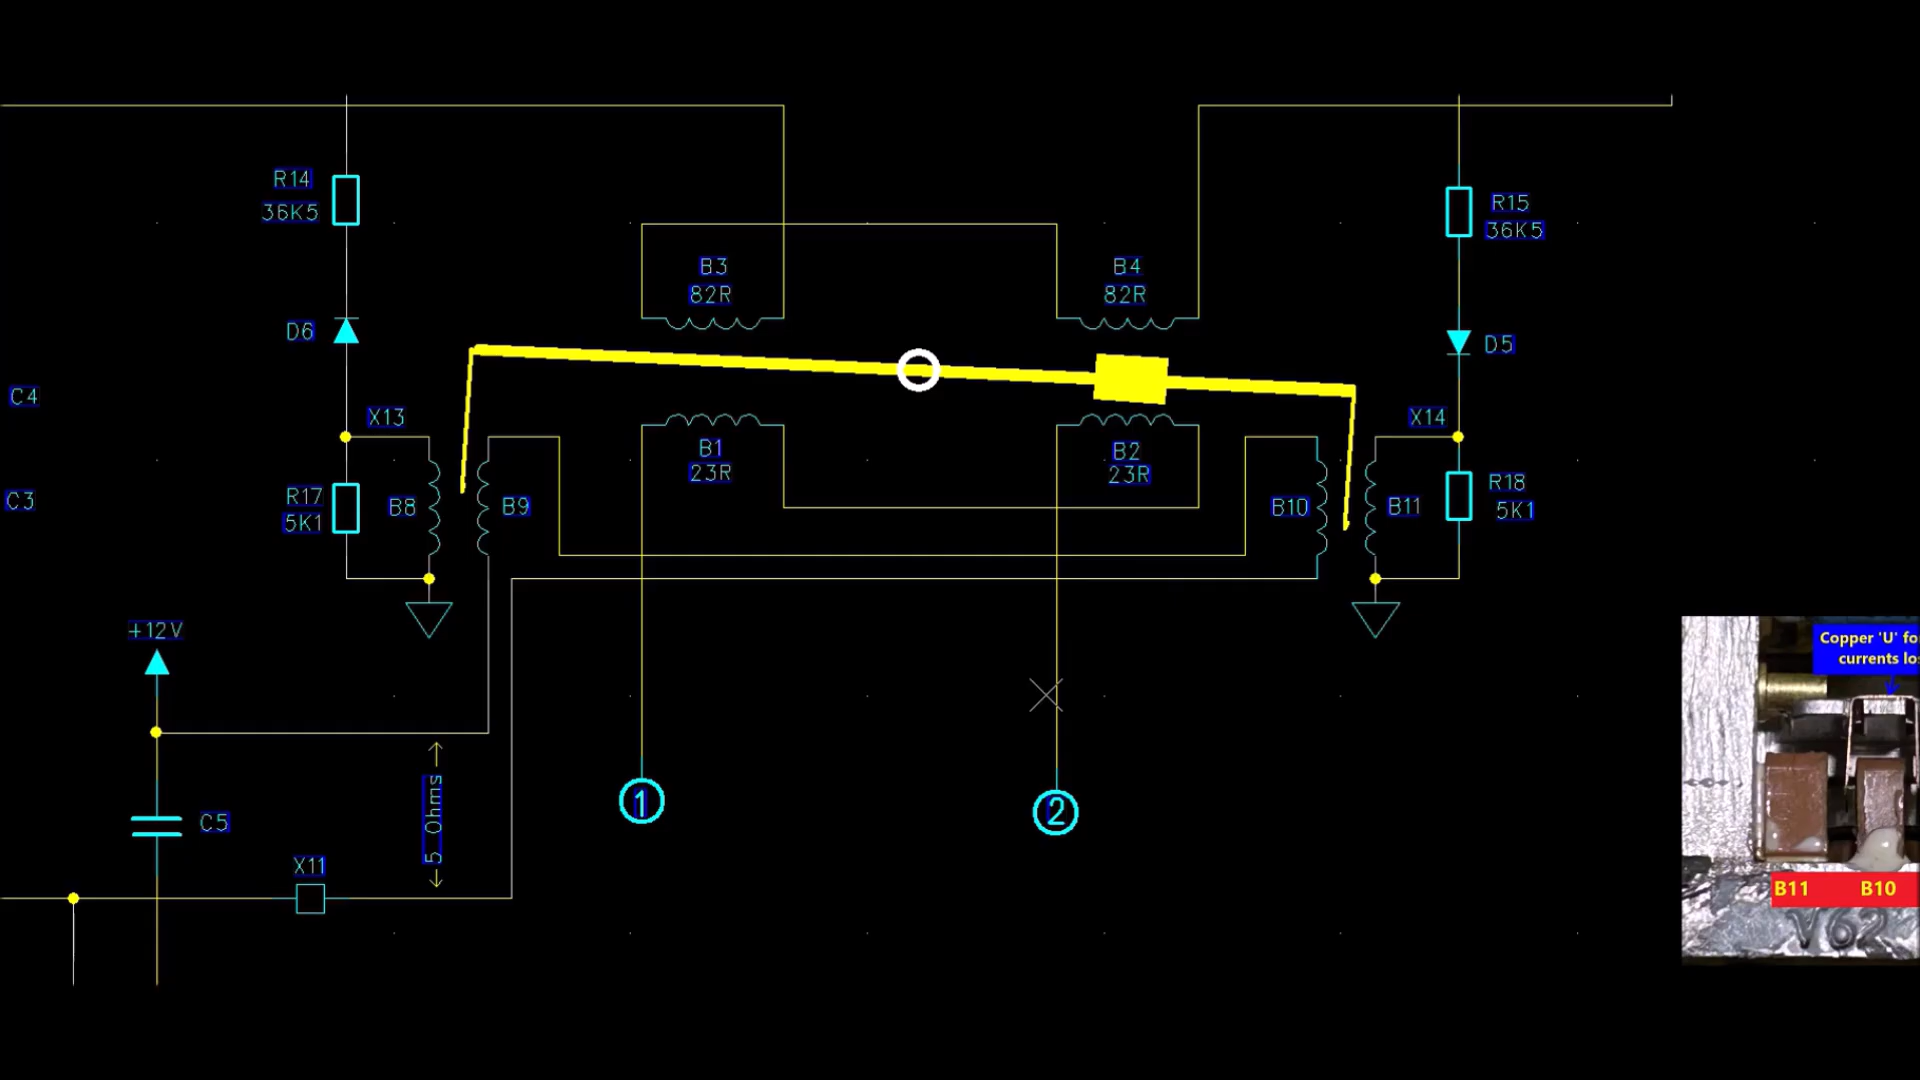 R14
36K5
R15
36K5
B3
82R
B4
82R
D6
D5
C4
X13
X14
B1
23R
B2
23R
C3
R17
5K1
B8
B9
B10
B11
R18
5K1
+12V
1
2
5 Ohms
C5
X11
Copper 'U' fo
currents los
B11
B10
V62